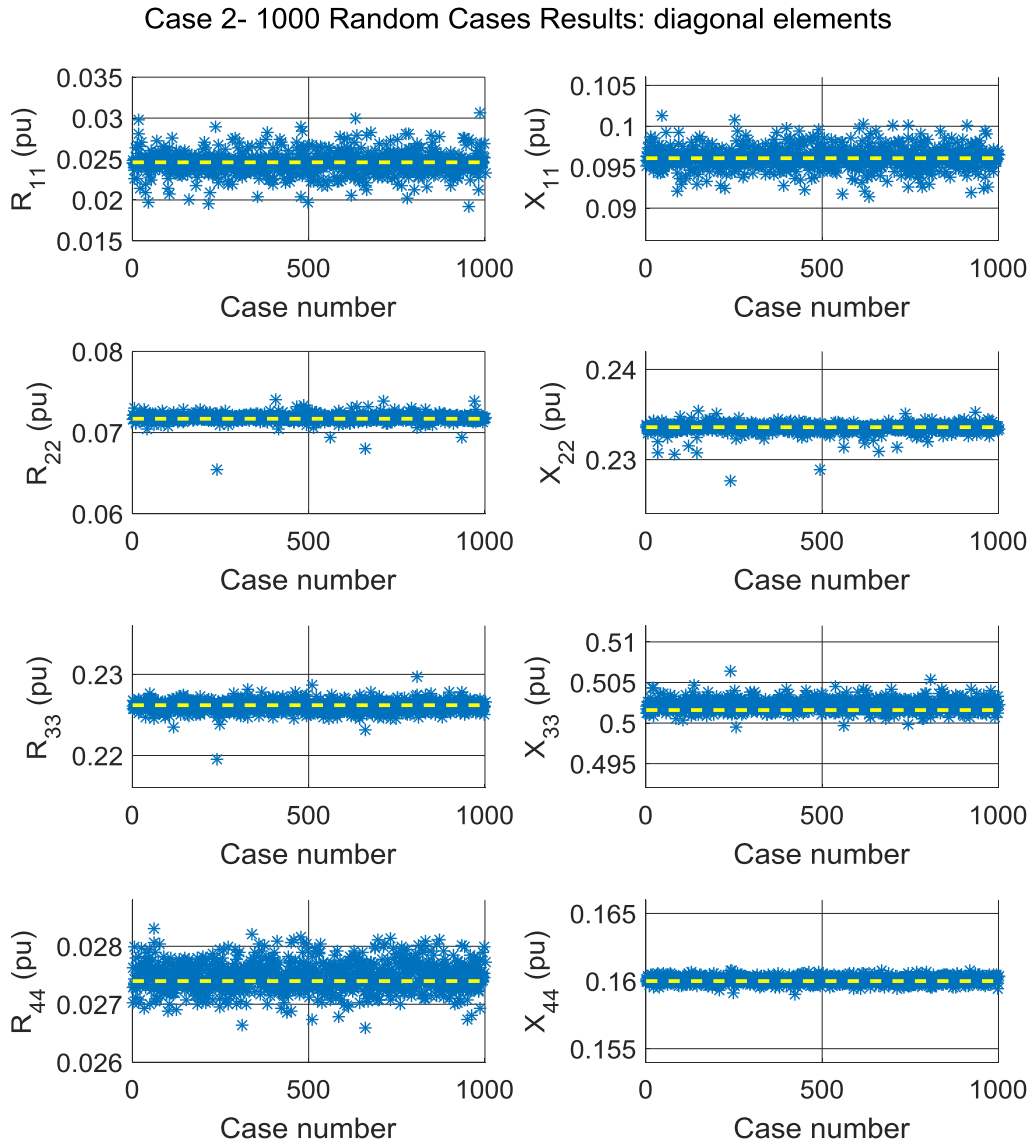 Case 2- 1000 Random Cases Results: diagonal elements
0.035
0.03
0.025
0.02
0.015
R11 (pu)
0 500 1000
Case number
0.105
0.1
0.095
0.09
X11 (pu)
0 500 1000
Case number
0.08
0.07
0.06
R22 (pu)
0 500 1000
Case number
0.24
0.23
X22 (pu)
0 500 1000
Case number
0.23
0.22
R33 (pu)
0 500 1000
Case number
0.51
0.505
0.5
0.495
X33 (pu)
0 500 1000
Case number
0.028
0.027
0.026
R44 (pu)
0 500 1000
Case number
0.165
0.16
0.155
X44 (pu)
0 500 1000
Case number